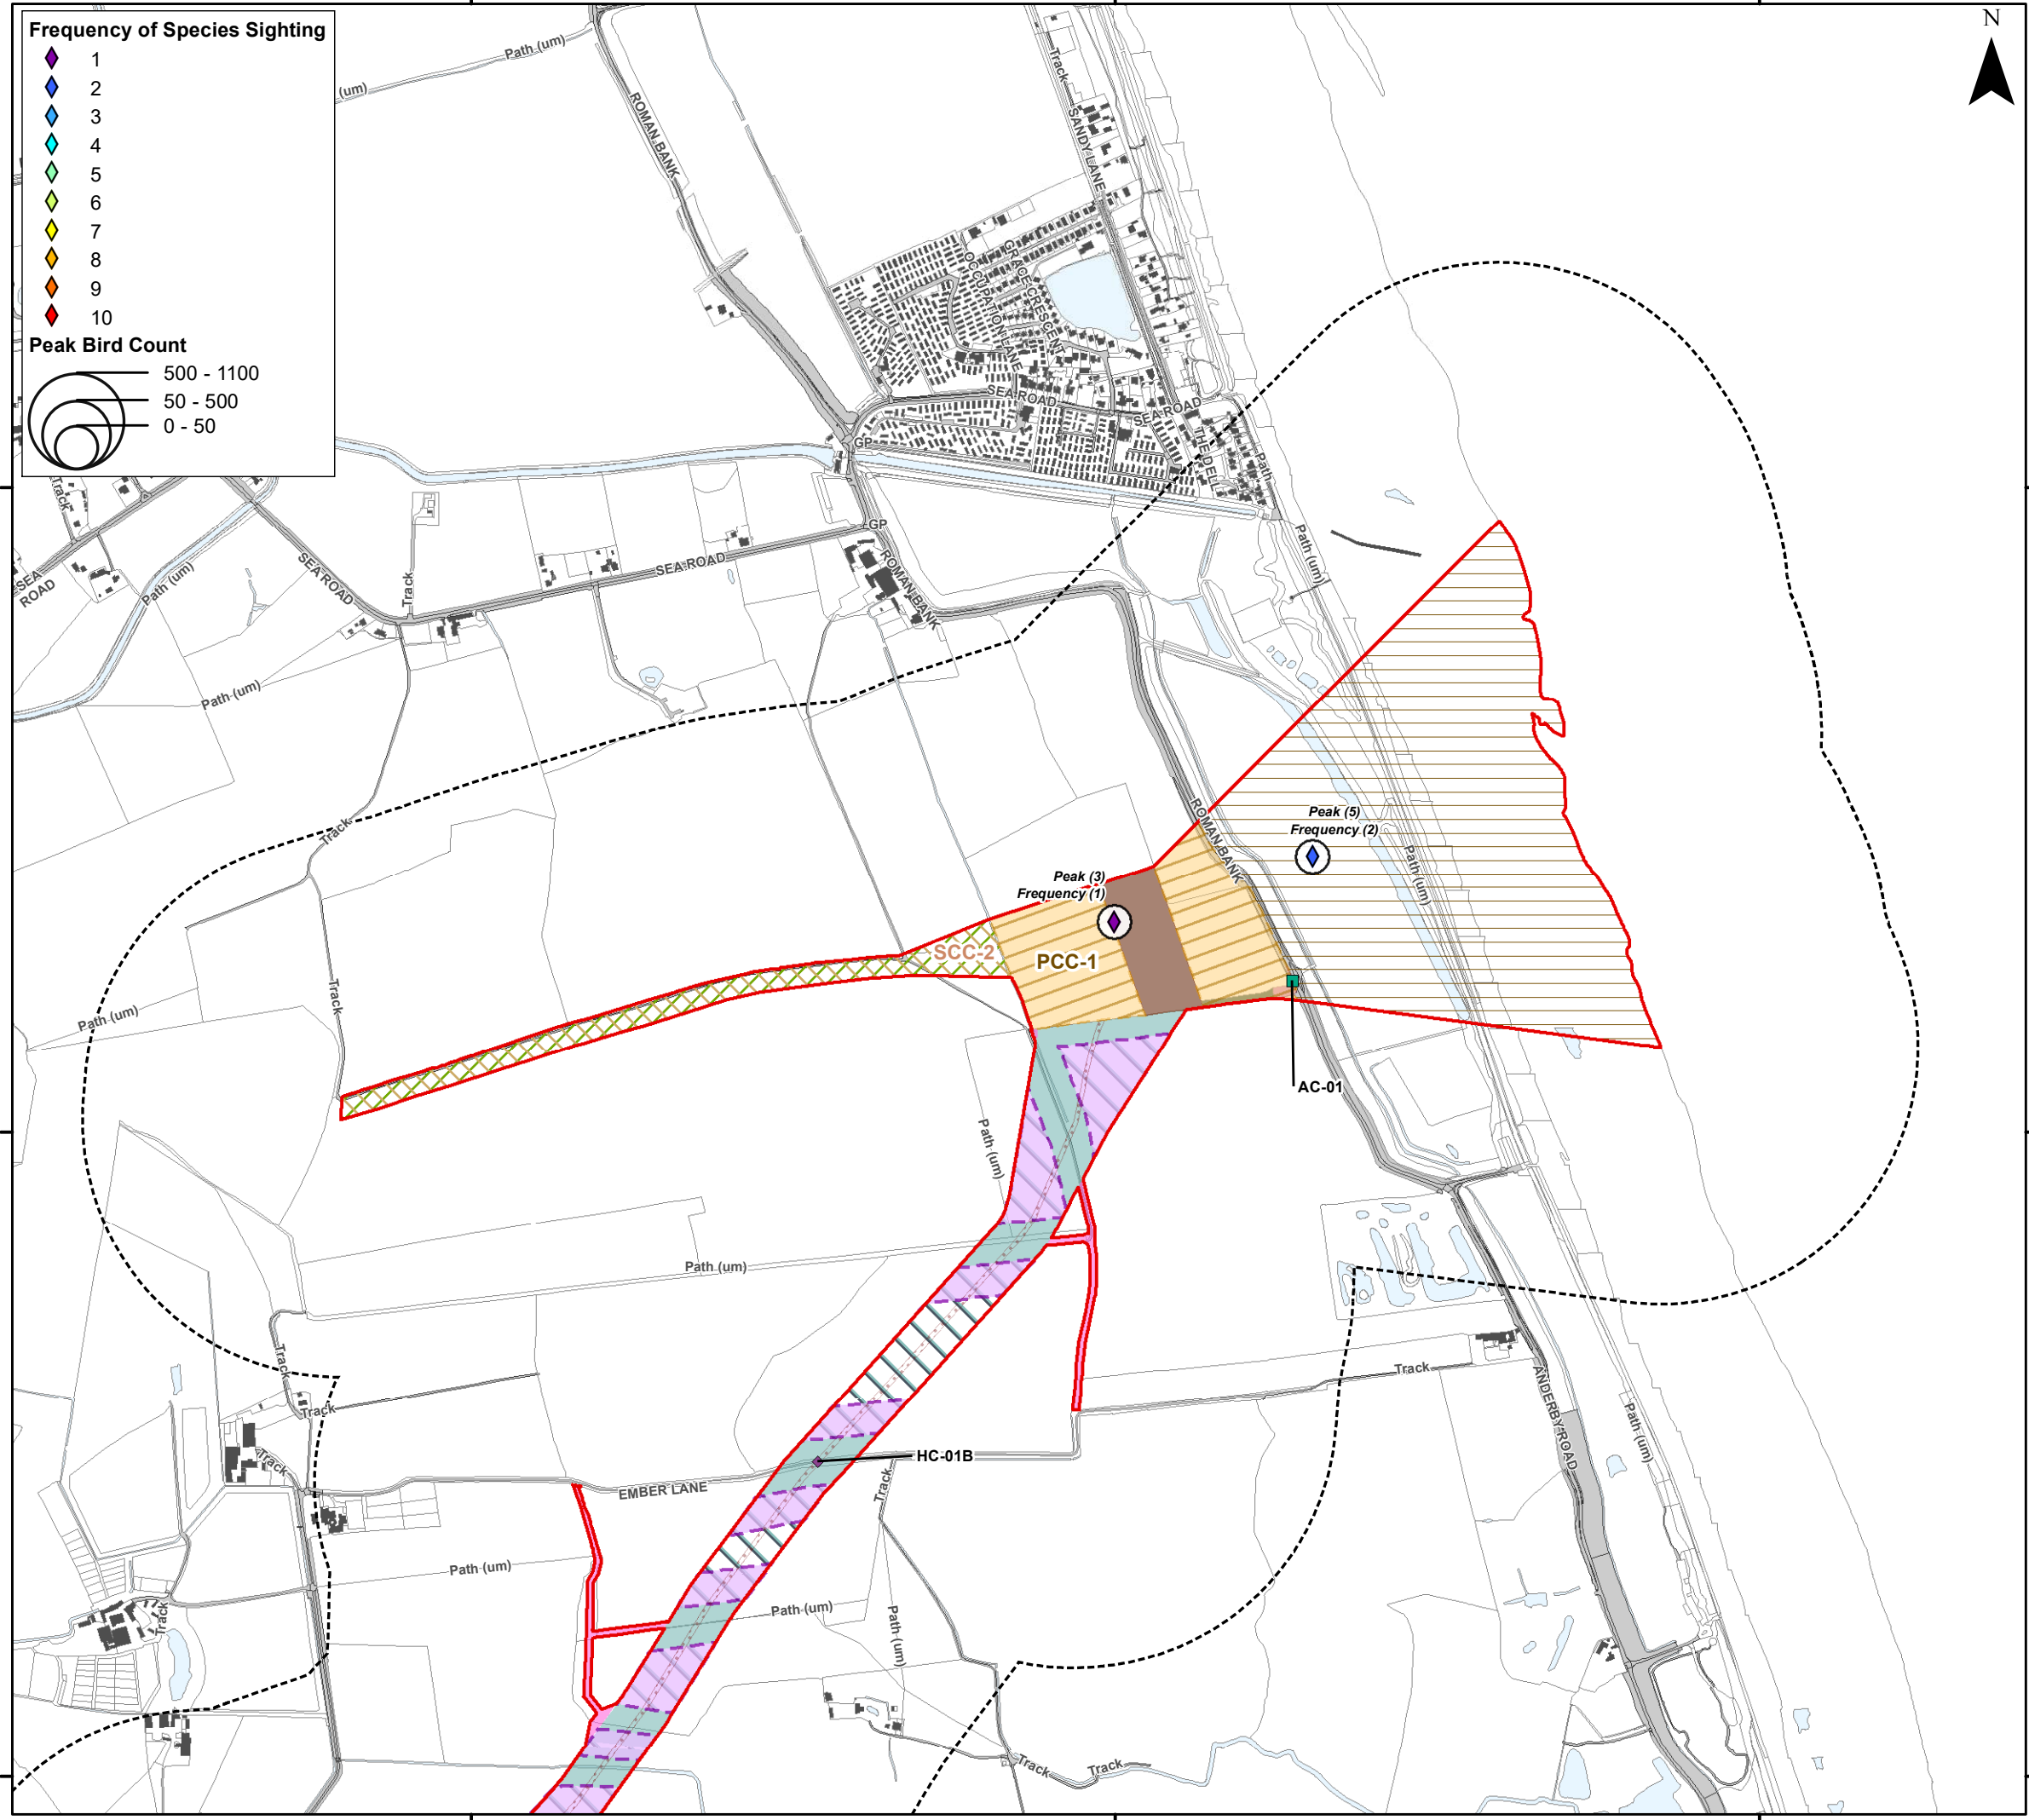 Frequency of Species Sighting
1
2
3
4
5
6
7
8
9
10
Peak Bird Count
500 - 1100
50 - 500
0 - 50
N
Path (um)
(um)
ROMAN BANK
Track
SANDY LANE
GRACE CRESCENT
OCCUPATION LANE
SEA ROAD
SEA ROAD
THE DELL
Path
GP
GP
Track
SEA ROAD
Path (um)
SEA ROAD
Track
SEA ROAD
ROMAN BANK
Path (um)
Path (um)
Track
ROMAN BANK
Peak (5)
Frequency (2)
Path (um)
Peak (3)
Frequency (1)
SCC-2
PCC-1
Track
Path (um)
AC-01
Path (um)
Path (um)
Track
Track
Track
Track
ANDERBY ROAD
Path (um)
HC-01B
EMBER LANE
Track
Path (um)
Path (um)
Path (um)
Track
Track
Track